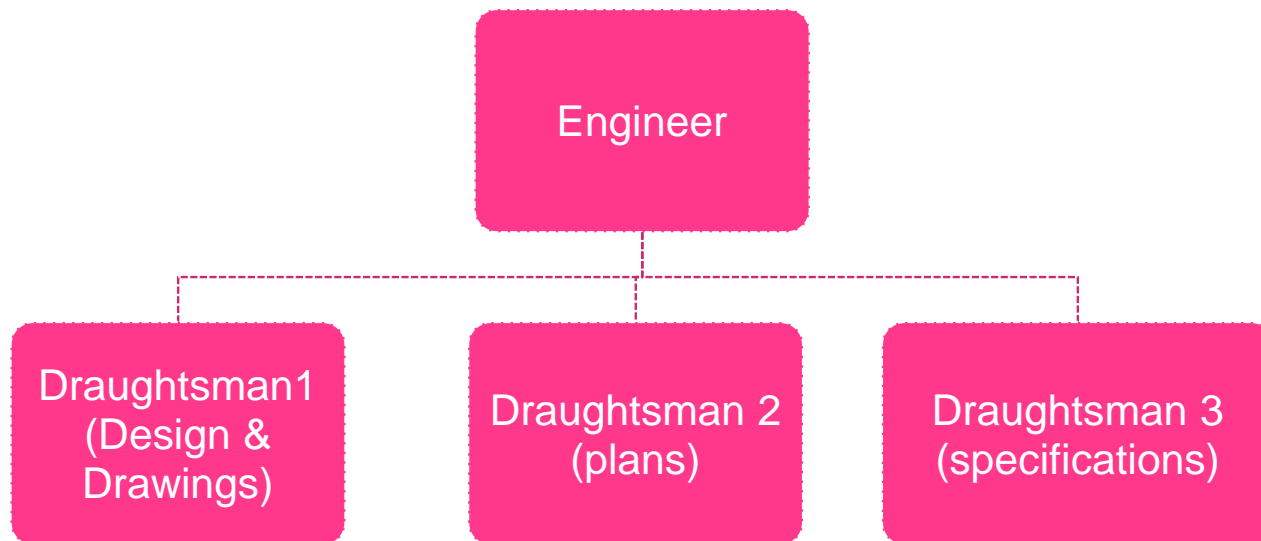 Engineer
Draughtsman1
(Design &
Drawings)
Draughtsman 2
(plans)
Draughtsman 3
(specifications)